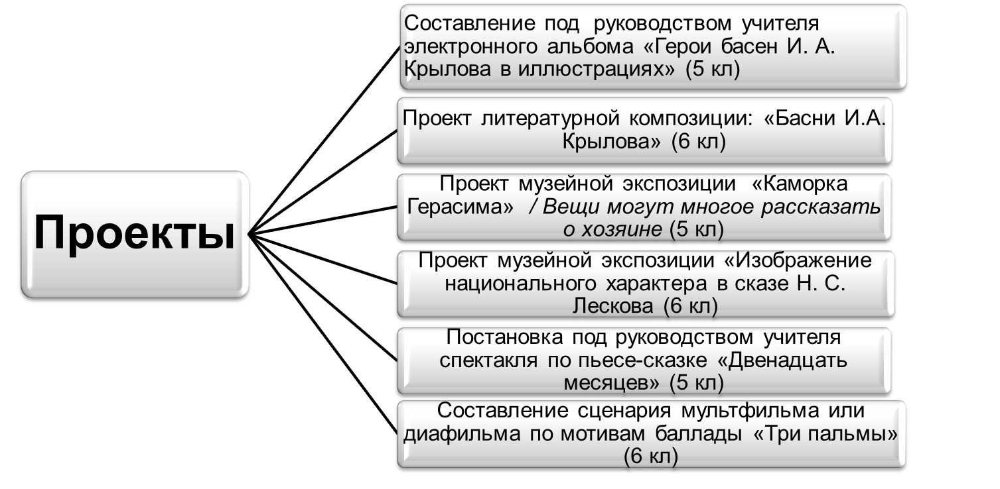 Проекты
Составление под руководством учителя
электронного альбома «Герои басен И. А.
Крылова в иллюстрациях» (5 кл)
Проект литературной композиции: «Басни И.А.
Крылова» (6 кл)
Проект музейной экспозиции «Каморка
Герасима» / Вещи могут многое рассказать
о хозяине (5 кл)
Проект музейной экспозиции «Изображение
национального характера в сказе Н. С.
Лескова (6 кл)
Постановка под руководством учителя
спектакля по пьесе-сказке «Двенадцать
месяцев» (5 кл)
Составление сценария мультфильма или
диафильма по мотивам баллады «Три пальмы»
(6 кл)